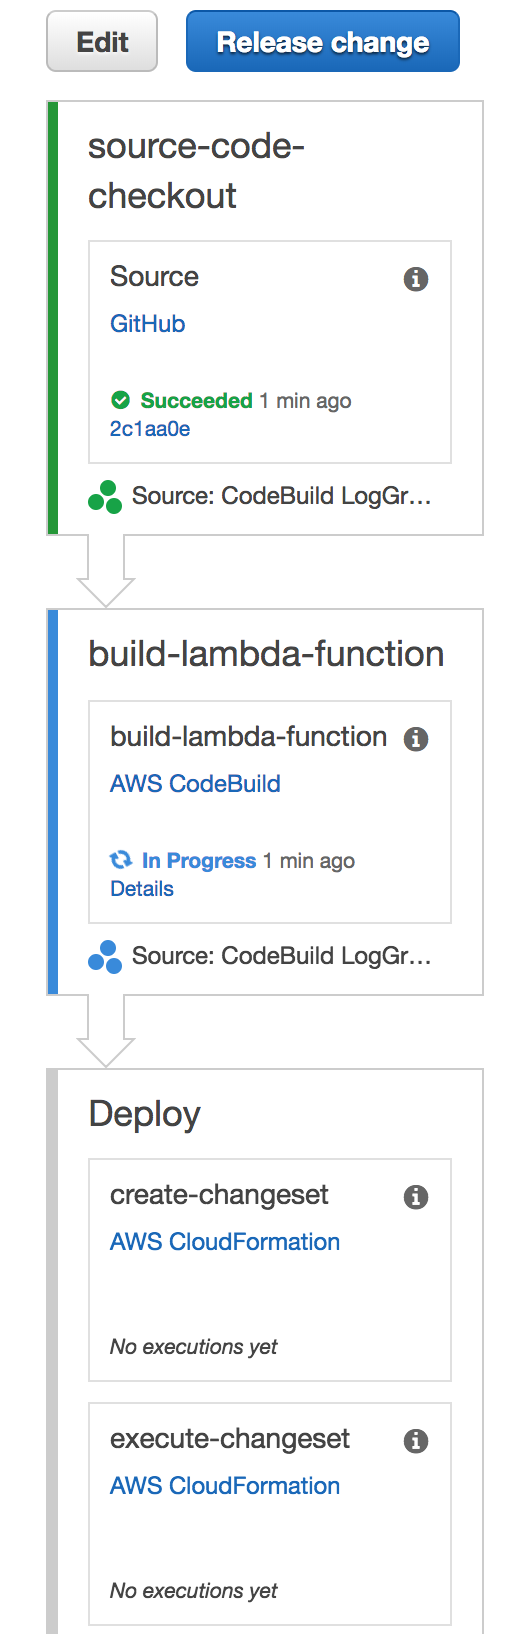 Edit
Release change
source-code-
checkout
Source
GitHub
Succeeded 1 min ago
2c1aa0e
Source: CodeBuild LogGr...
build-lambda-function
build-lambda-function
AWS CodeBuild
In Progress 1 min ago
Details
Source: CodeBuild LogGr...
Deploy
create-changeset
AWS CloudFormation
No executions yet
execute-changeset
AWS CloudFormation
No executions yet